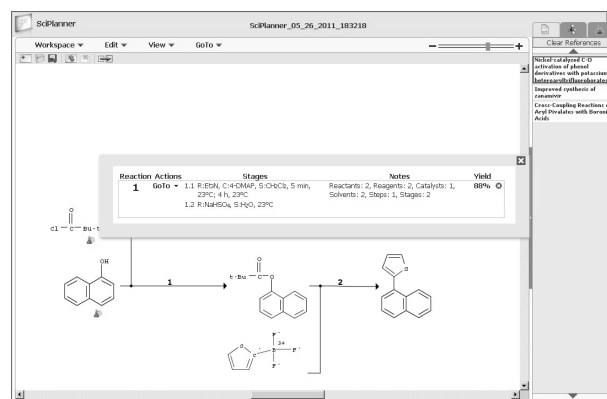 SciPlanner
SciPlanner_05_26_2011_183218
Workspace Edit View GoTo
Clear References
Nickel-catalyzed C-O
activation of phenol
derivatives with potassium
heteroaryltrifluoroborates
Improved synthesis of
zanamivir
Cross-Coupling Reactions
Aryl Pivalates with Boroni
Acids
Reaction Actions Stages Notes Yield
1 GoTo 1.1 R:Et₃N, C:4-DMAP, S:CH₂Cl₂, 5 min, Reactants: 2, Reagents: 2, Catalysts: 1, 88%
23ºC; 4 h, 23ºC Solvents: 2, Steps: 1, Stages: 2
1.2 R:NaHSO₄, S:H₂O, 23ºC
O
Cl C Bu-t
OH
1
O
t-Bu C O
2
S
S C - B 3+ F -
F -
F -